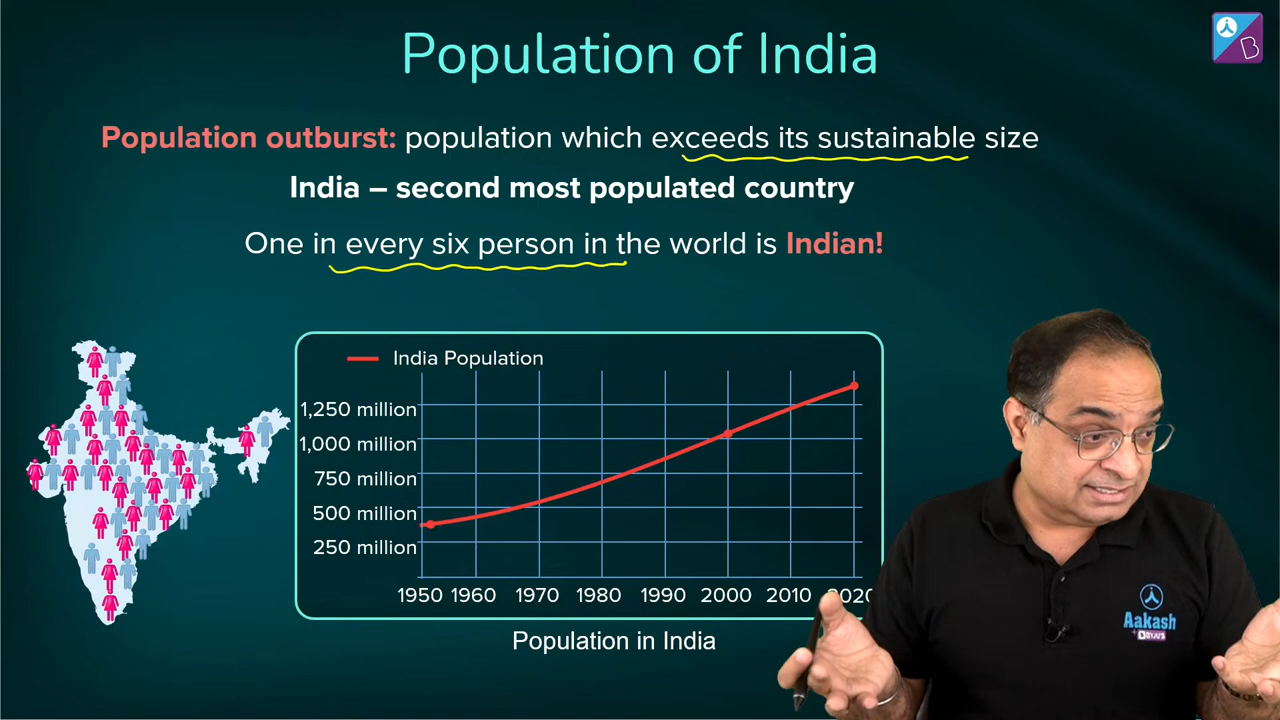 Population of India
Population outburst: population which exceeds its sustainable size
India – second most populated country
One in every six person in the world is Indian!
India Population
1,250 million
1,000 million
750 million
500 million
250 million
1950 1960 1970 1980 1990 2000 2010 2020
Population in India
B
Aakash
+ BYJU'S